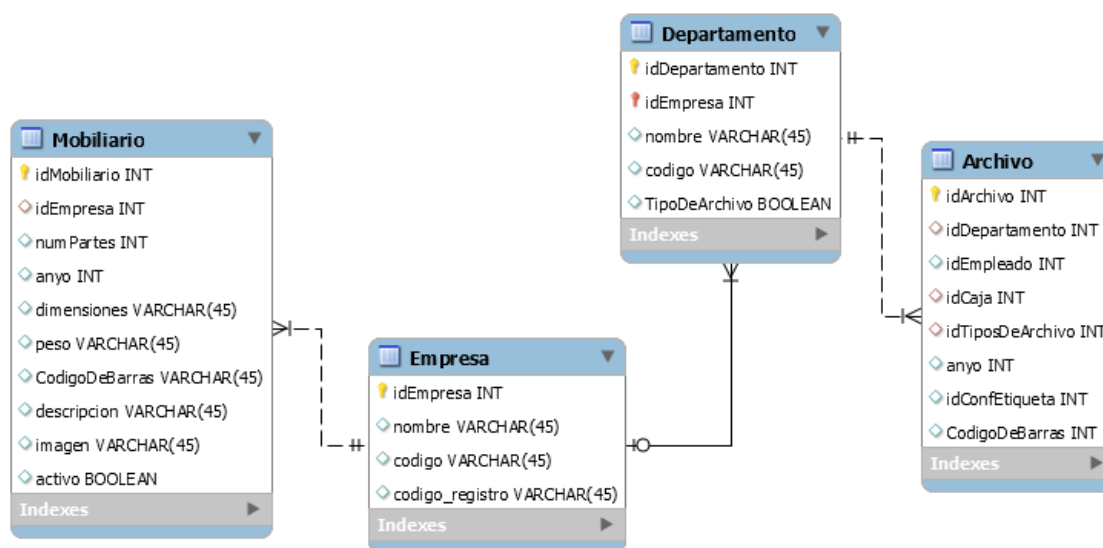 Mobiliario
idMobiliario INT
idEmpresa INT
numPartes INT
anyo INT
dimensiones VARCHAR(45)
peso VARCHAR(45)
CodigoDeBarras VARCHAR(45)
descripcion VARCHAR(45)
imagen VARCHAR(45)
activo BOOLEAN
Indexes
Empresa
idEmpresa INT
nombre VARCHAR(45)
codigo VARCHAR(45)
codigo_registro VARCHAR(45)
Indexes
Departamento
idDepartamento INT
idEmpresa INT
nombre VARCHAR(45)
codigo VARCHAR(45)
TipoDeArchivo BOOLEAN
Indexes
Archivo
idArchivo INT
idDepartamento INT
idEmpleado INT
idCaja INT
idTiposDeArchivo INT
anyo INT
idConfEtiqueta INT
CodigoDeBarras INT
Indexes